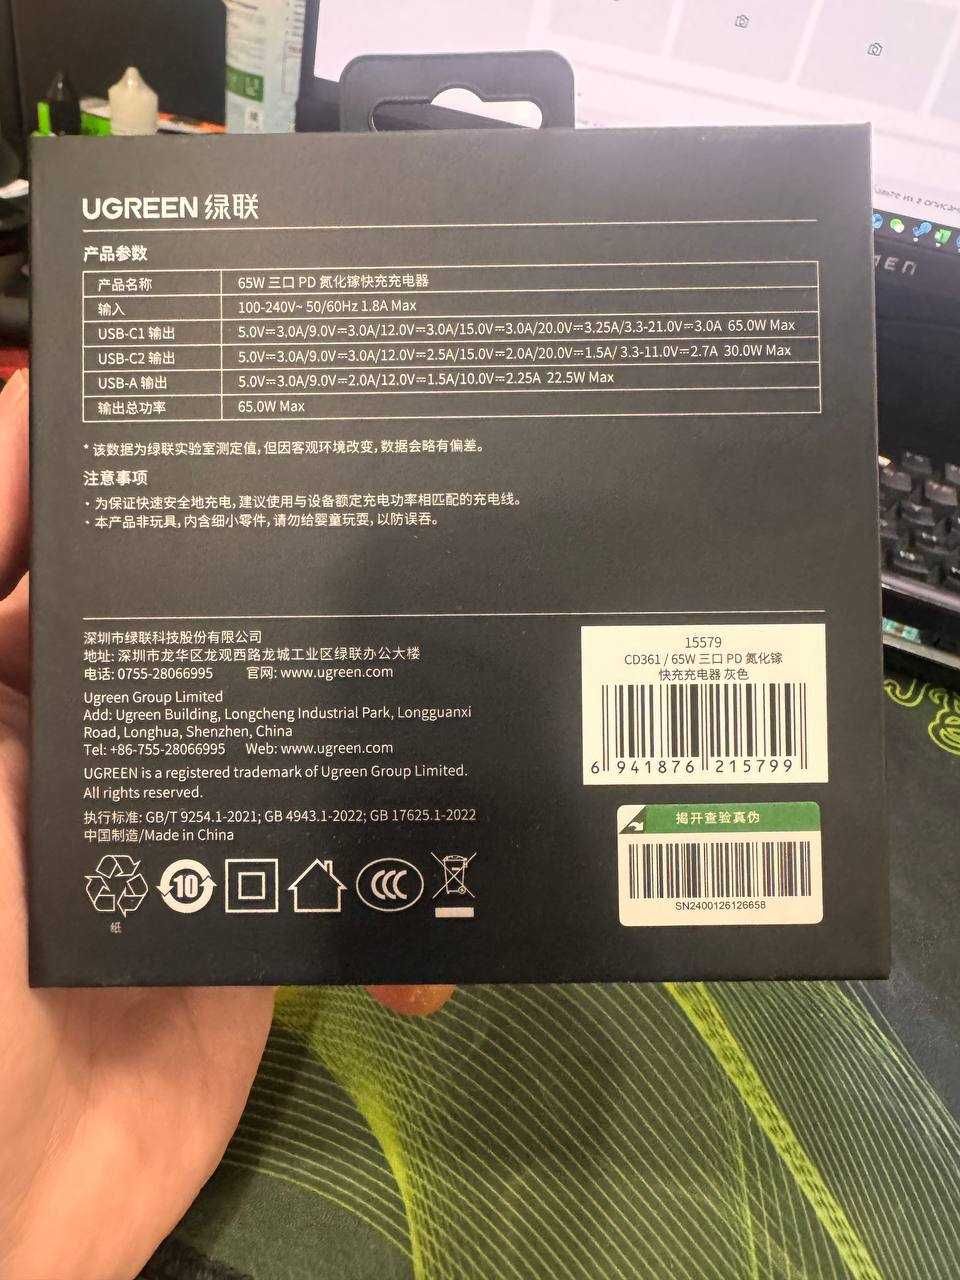 UGREEN 绿联
产品参数
产品名称 65W 三口 PD 氮化镓快充充电器
输入 100-240V~ 50/60Hz 1.8A Max
USB-C1 输出 5.0V⎓3.0A/9.0V⎓3.0A/12.0V⎓3.0A/15.0V⎓3.0A/20.0V⎓3.25A/3.3-21.0V⎓3.0A 65.0W Max
USB-C2 输出 5.0V⎓3.0A/9.0V⎓3.0A/12.0V⎓2.5A/15.0V⎓2.0A/20.0V⎓1.5A/ 3.3-11.0V⎓2.7A 30.0W Max
USB-A 输出 5.0V⎓3.0A/9.0V⎓2.0A/12.0V⎓1.5A/10.0V⎓2.25A 22.5W Max
输出总功率 65.0W Max
* 该数据为绿联实验室测定值,但因客观环境改变,数据会略有偏差。
注意事项
· 为保证快速安全地充电,建议使用与设备额定充电功率相匹配的充电线。
· 本产品非玩具,内含细小零件,请勿给婴童玩耍,以防误吞。
深圳市绿联科技股份有限公司
地址: 深圳市龙华区龙观西路龙城工业区绿联办公大楼
电话: 0755-28066995 官网: www.ugreen.com
Ugreen Group Limited
Add: Ugreen Building, Longcheng Industrial Park, Longguanxi
Road, Longhua, Shenzhen, China
Tel: +86-755-28066995 Web: www.ugreen.com
UGREEN is a registered trademark of Ugreen Group Limited.
All rights reserved.
执行标准: GB/T 9254.1-2021; GB 4943.1-2022; GB 17625.1-2022
中国制造/Made in China
10
CCC
纸
15579
CD361 / 65W 三口 PD 氮化镓
快充充电器 灰色
6 941876 215799
揭开查验真伪
SN2400126126658